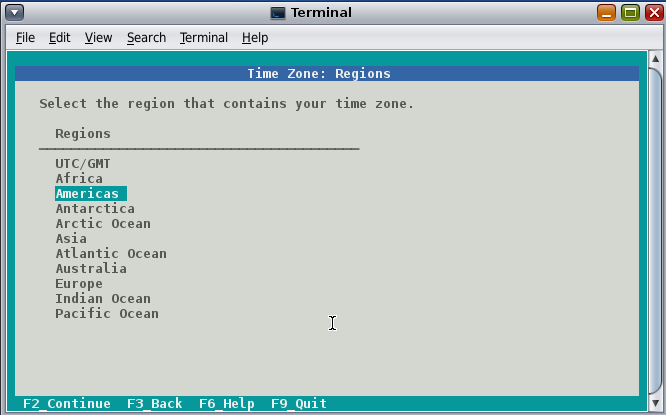 Terminal
File Edit View Search Terminal Help
Time Zone: Regions
Select the region that contains your time zone.
Regions
UTC/GMT
Africa
Americas
Antarctica
Arctic Ocean
Asia
Atlantic Ocean
Australia
Europe
Indian Ocean
Pacific Ocean
F2_Continue F3_Back F6_Help F9_Quit